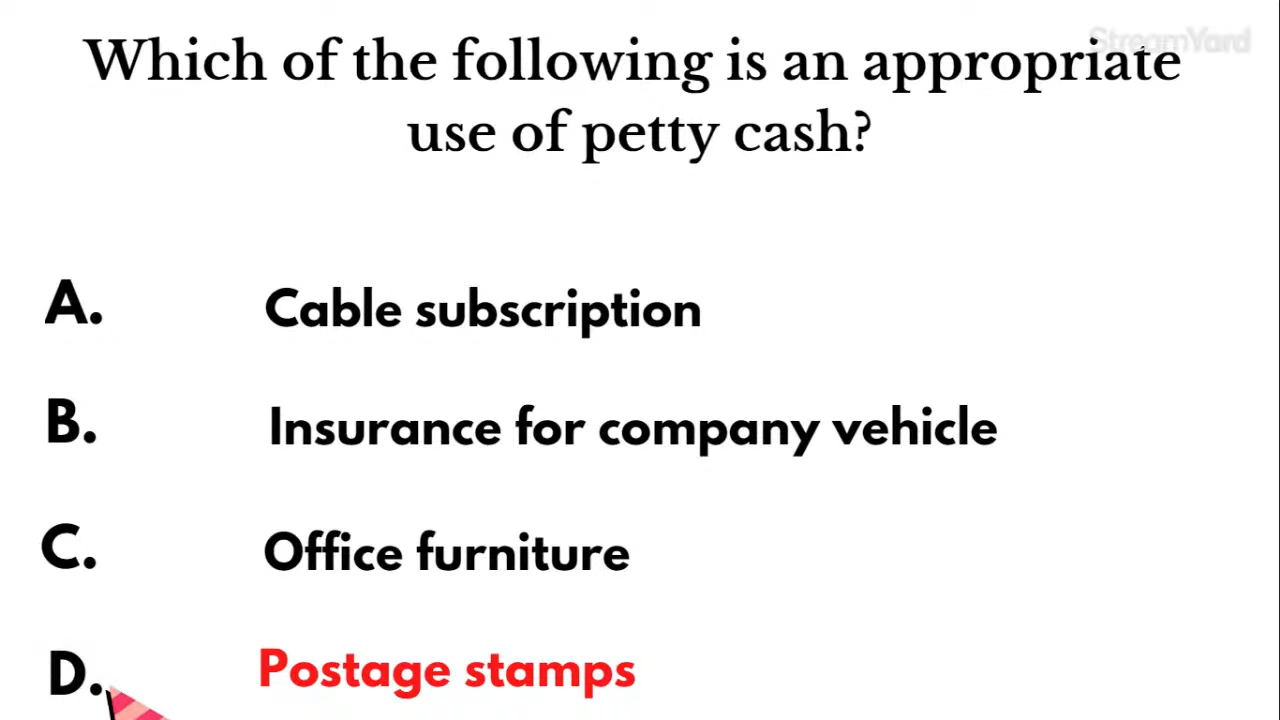 StreamYard
Which of the following is an appropriate
use of petty cash?
A. Cable subscription
B. Insurance for company vehicle
C. Office furniture
D. Postage stamps